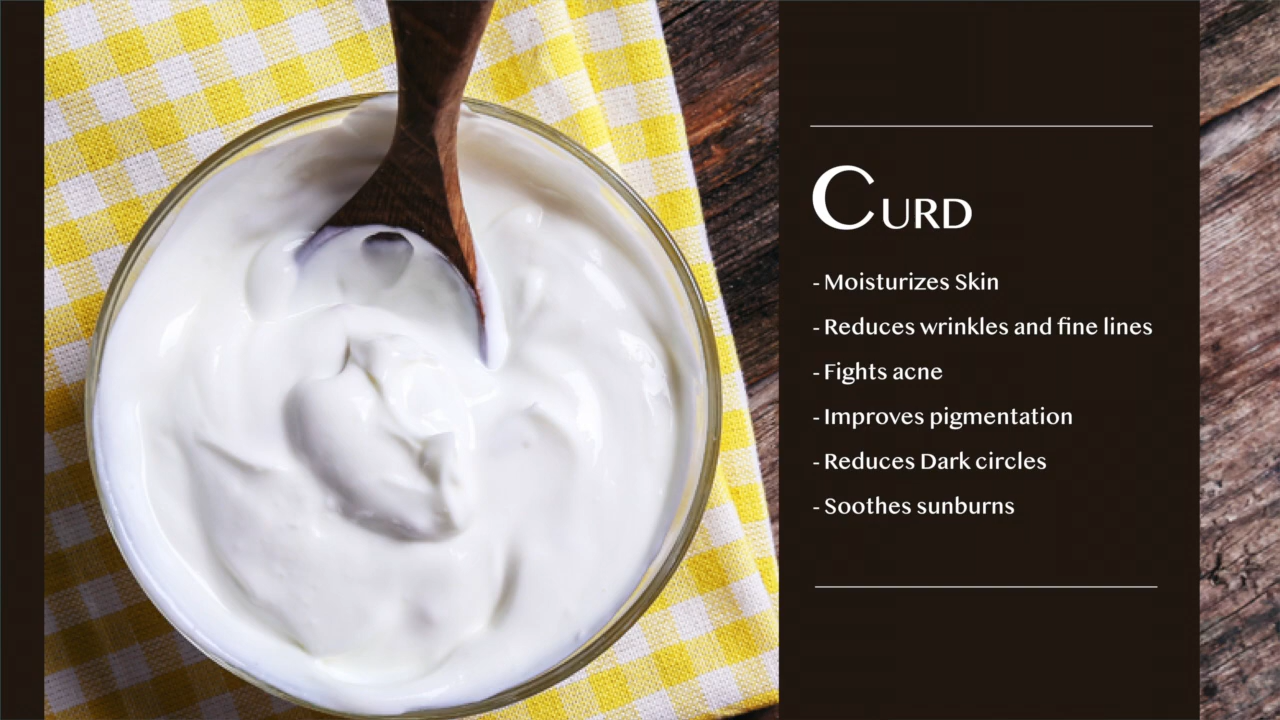 CURD
- Moisturizes Skin
- Reduces wrinkles and fine lines
- Fights acne
- Improves pigmentation
- Reduces Dark circles
- Soothes sunburns